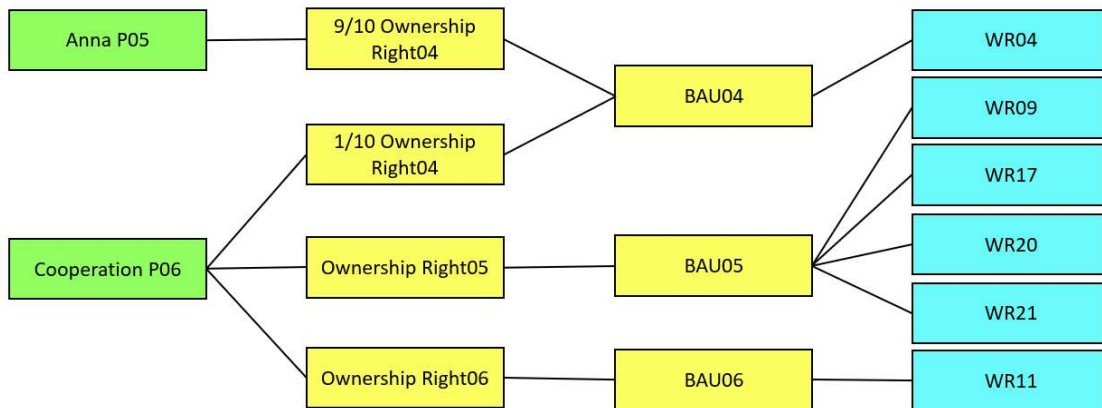 Anna P05
9/10 Ownership
Right04
WR04
BAU04
WR09
1/10 Ownership
Right04
WR17
Cooperation P06
Ownership Right05
BAU05
WR20
WR21
Ownership Right06
BAU06
WR11